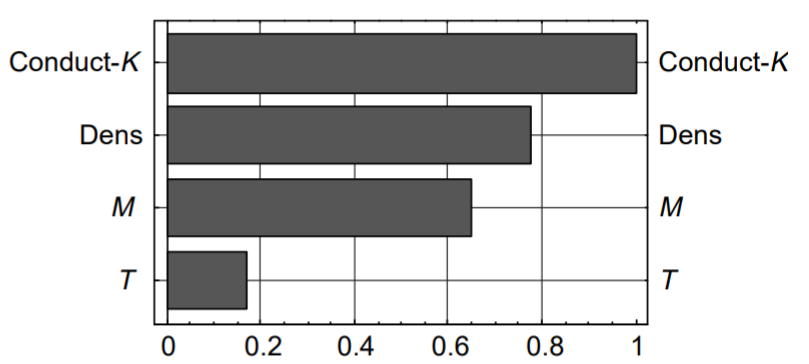 Conduct-K Conduct-K
Dens Dens
M M
T T
0 0.2 0.4 0.6 0.8 1